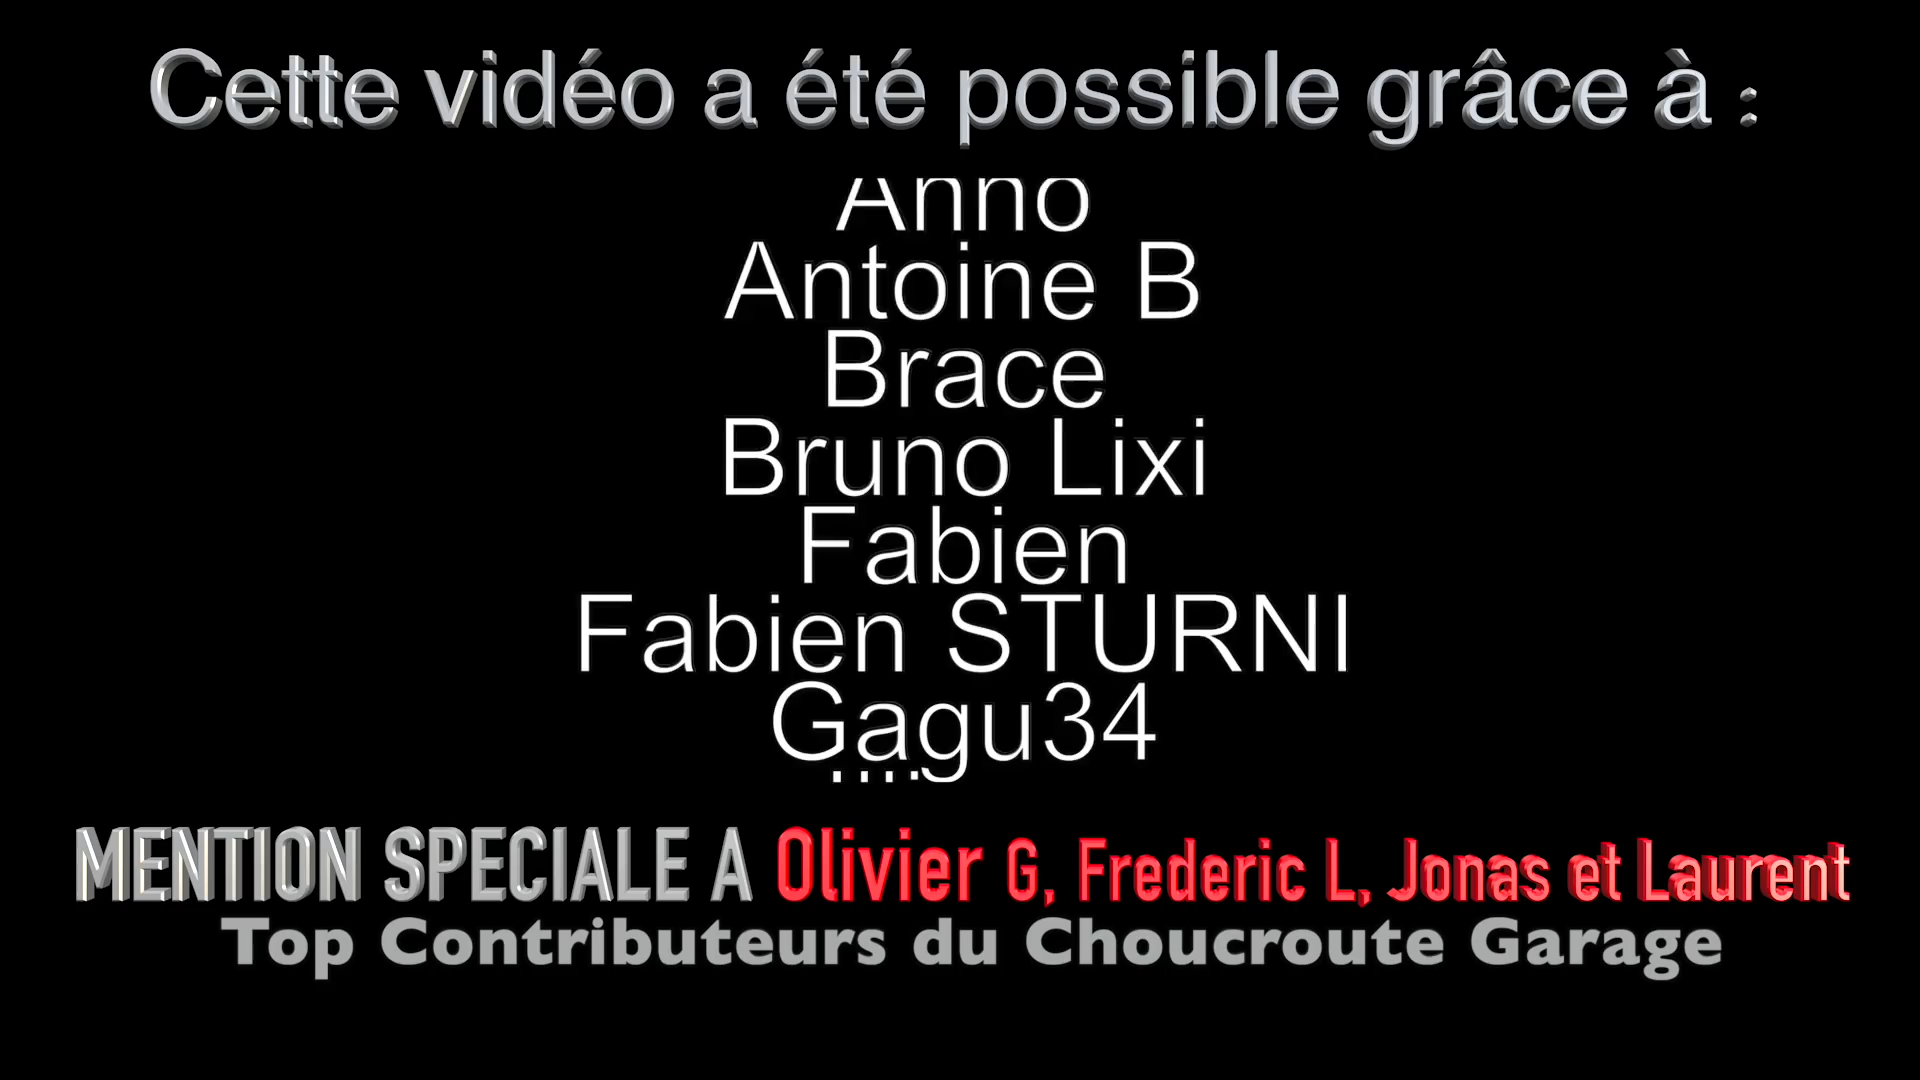 Cette vidéo a été possible grâce à :
Anno
Antoine B
Brace
Bruno Lixi
Fabien
Fabien STURNI
Gagu34
MENTION SPECIALE A Olivier G, Frederic L, Jonas et Laurent
Top Contributeurs du Choucroute Garage